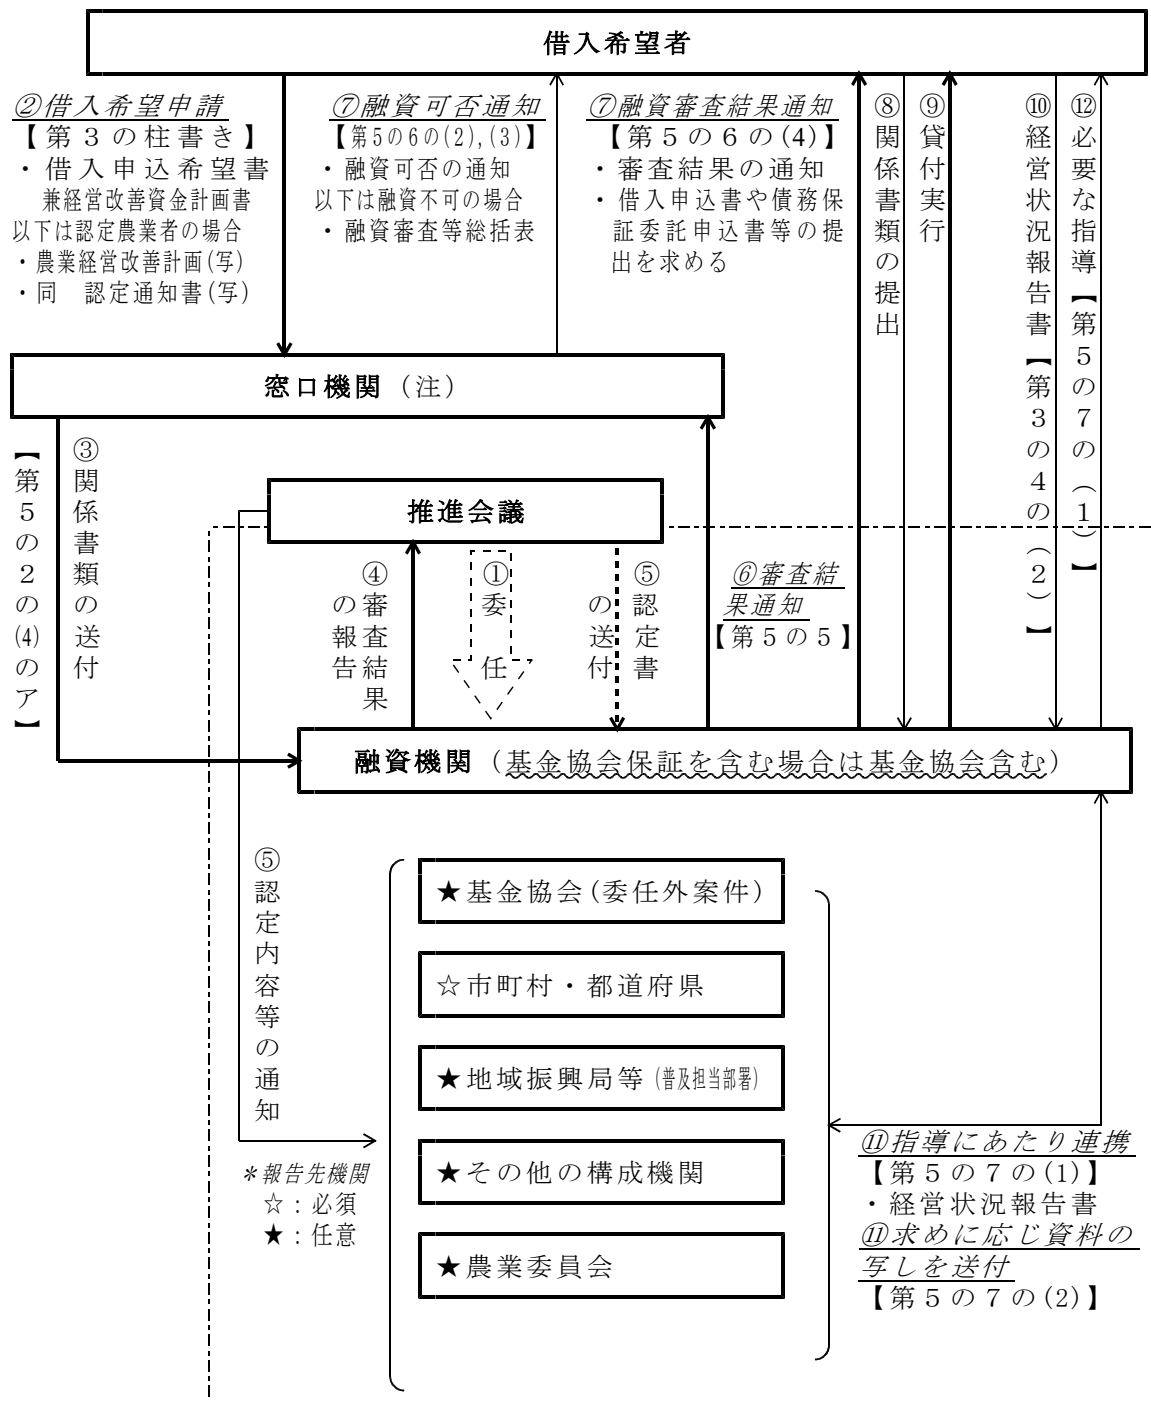 借入希望者
②借入希望申請
【第３の柱書き】
・借入申込希望書
兼経営改善資金計画書
以下は認定農業者の場合
・農業経営改善計画(写)
・同　認定通知書(写)
⑦融資可否通知
【第5の6の(2),(3)】
・融資可否の通知
以下は融資不可の場合
・融資審査等総括表
⑦融資審査結果通知
【第５の６の(4)】
・審査結果の通知
・借入申込書や債務保
証委託申込書等の提
出を求める
⑧関係書類の提出
⑨貸付実行
⑩経営状況報告書【第３の４の（２）】
⑫必要な指導【第５の７の（１）】
窓口機関（注）
③関係書類の送付
【第５の２の(4)のア】
推進会議
④審査結果
の報告
①委任
⑤認定書
の送付
⑥審査結
果通知
【第５の５】
融資機関（基金協会保証を含む場合は基金協会含む）
⑤認定内容等の通知
＊報告先機関
☆：必須
★：任意
★基金協会(委任外案件)
☆市町村・都道府県
★地域振興局等(普及担当部署)
★その他の構成機関
★農業委員会
⑪指導にあたり連携
【第５の７の(1)】
・経営状況報告書
⑪求めに応じ資料の
写しを送付
【第５の７の(2)】